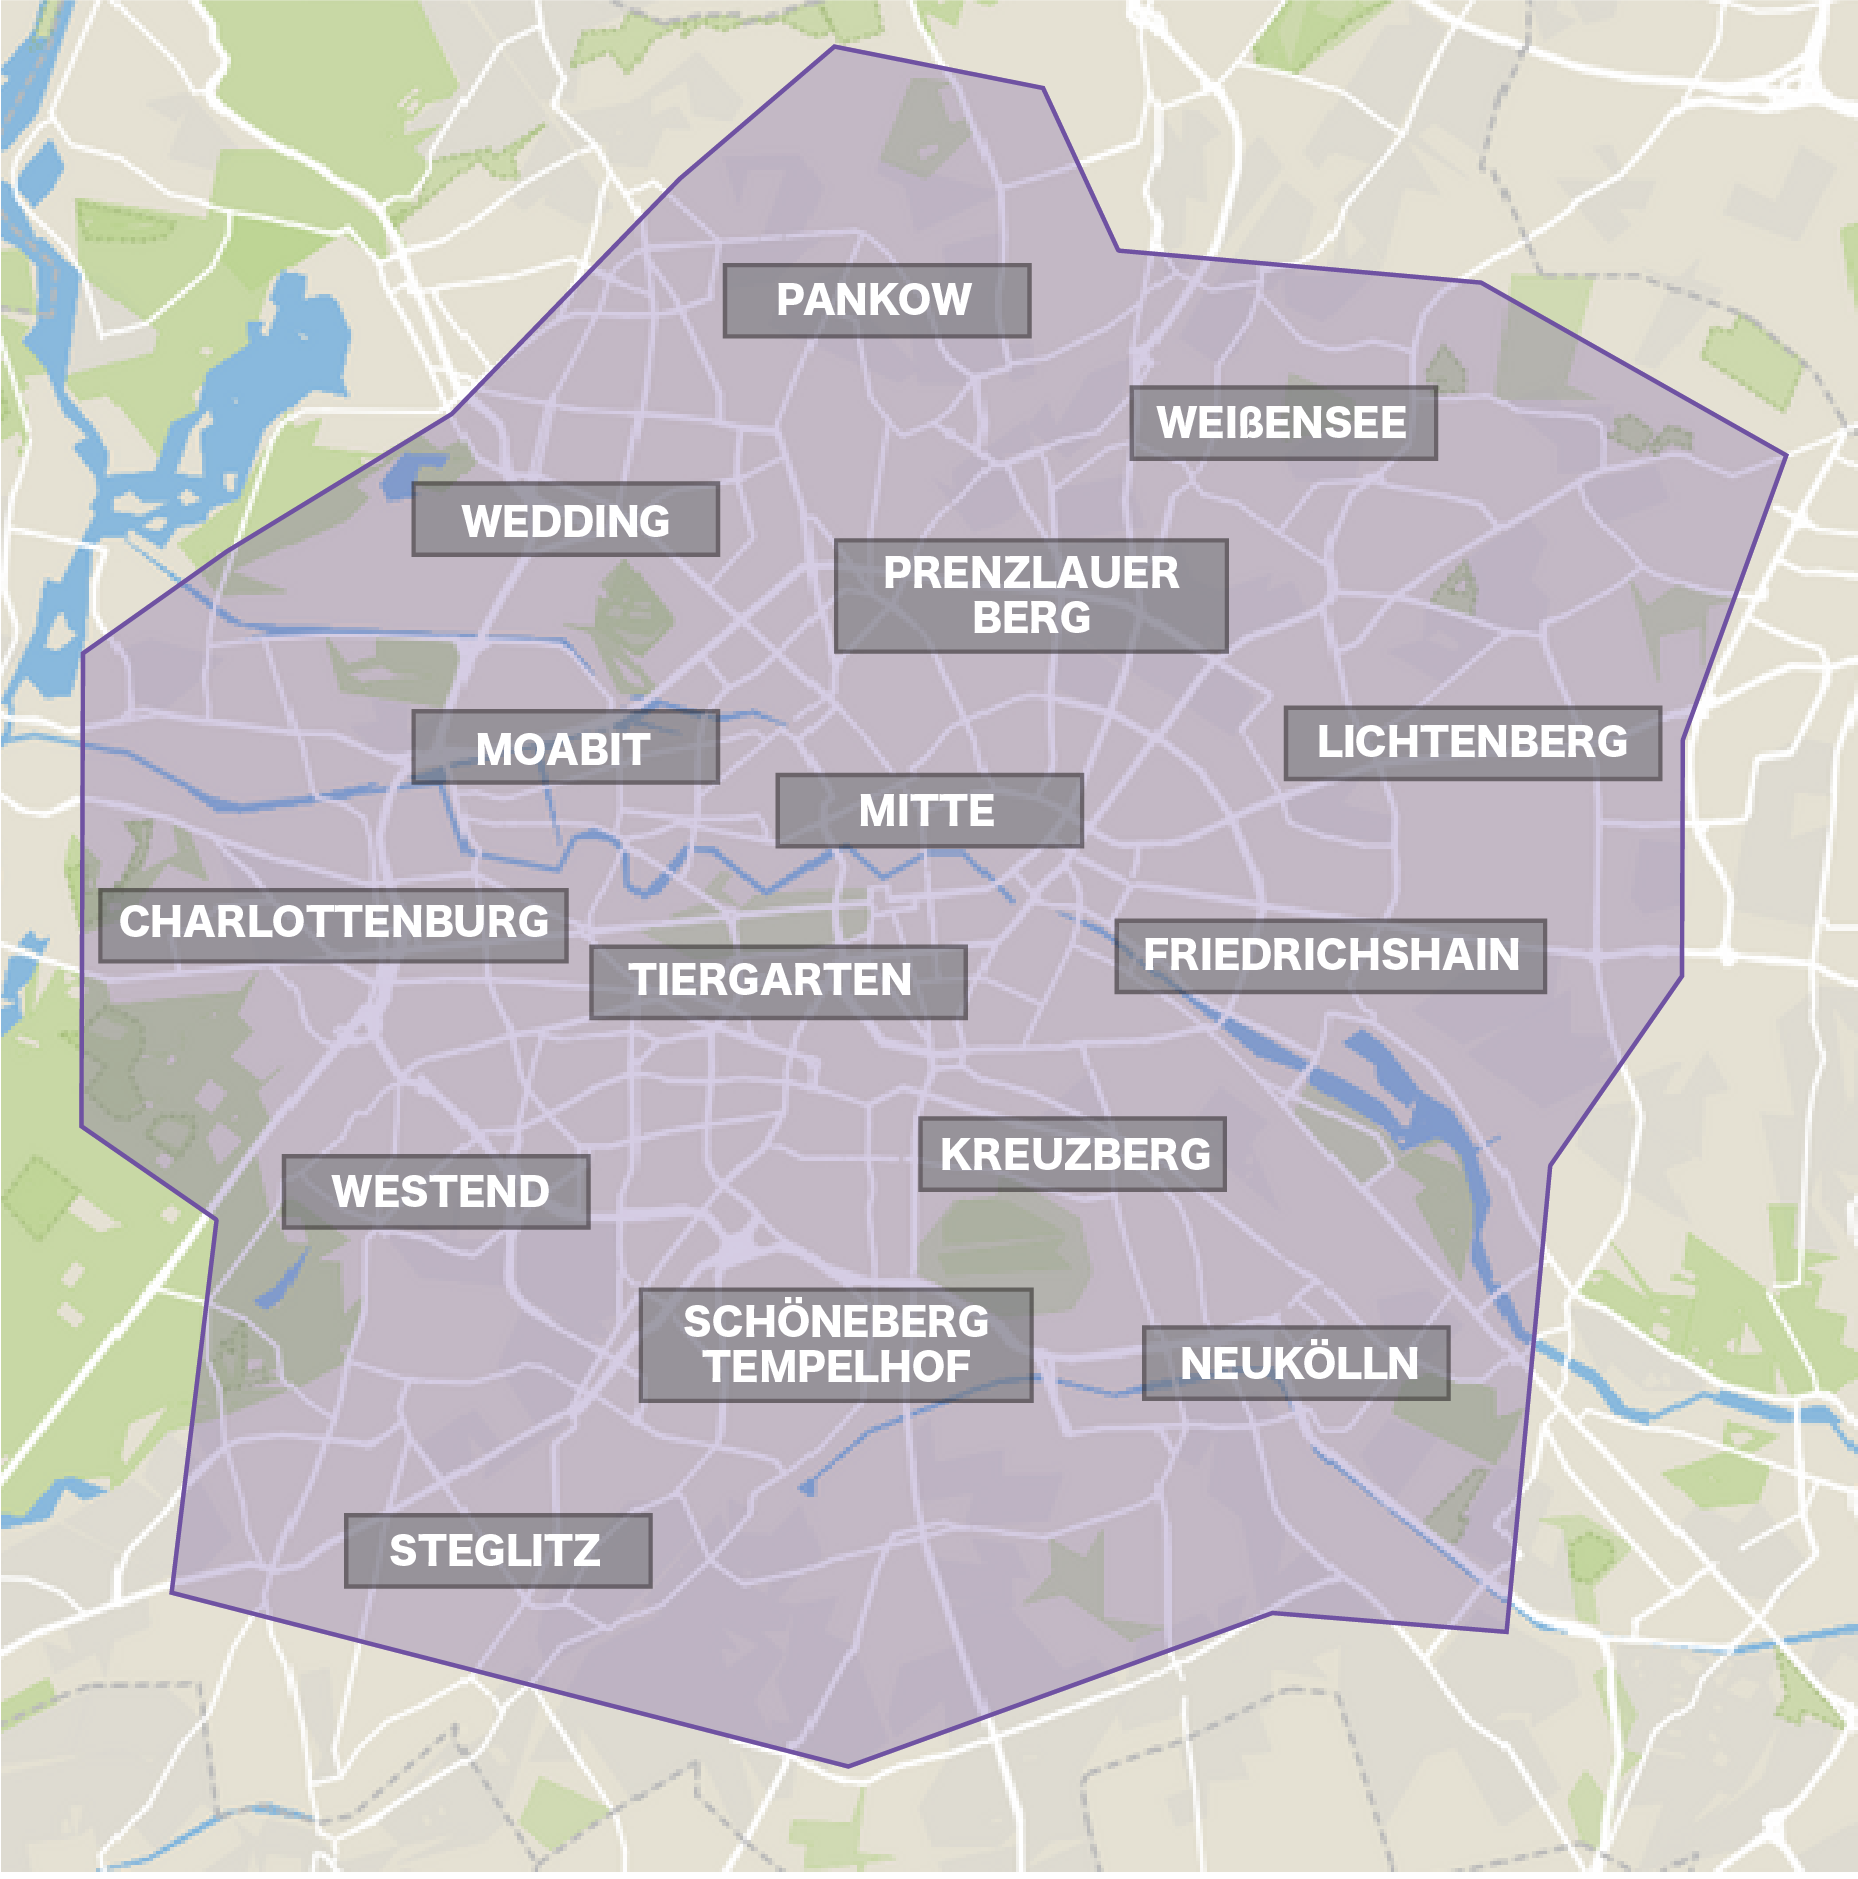 PANKOW
WEIßENSEE
WEDDING
PRENZLAUER
BERG
MOABIT
LICHTENBERG
MITTE
CHARLOTTENBURG
FRIEDRICHSHAIN
TIERGARTEN
KREUZBERG
WESTEND
SCHÖNEBERG
TEMPELHOF
NEUKÖLLN
STEGLITZ